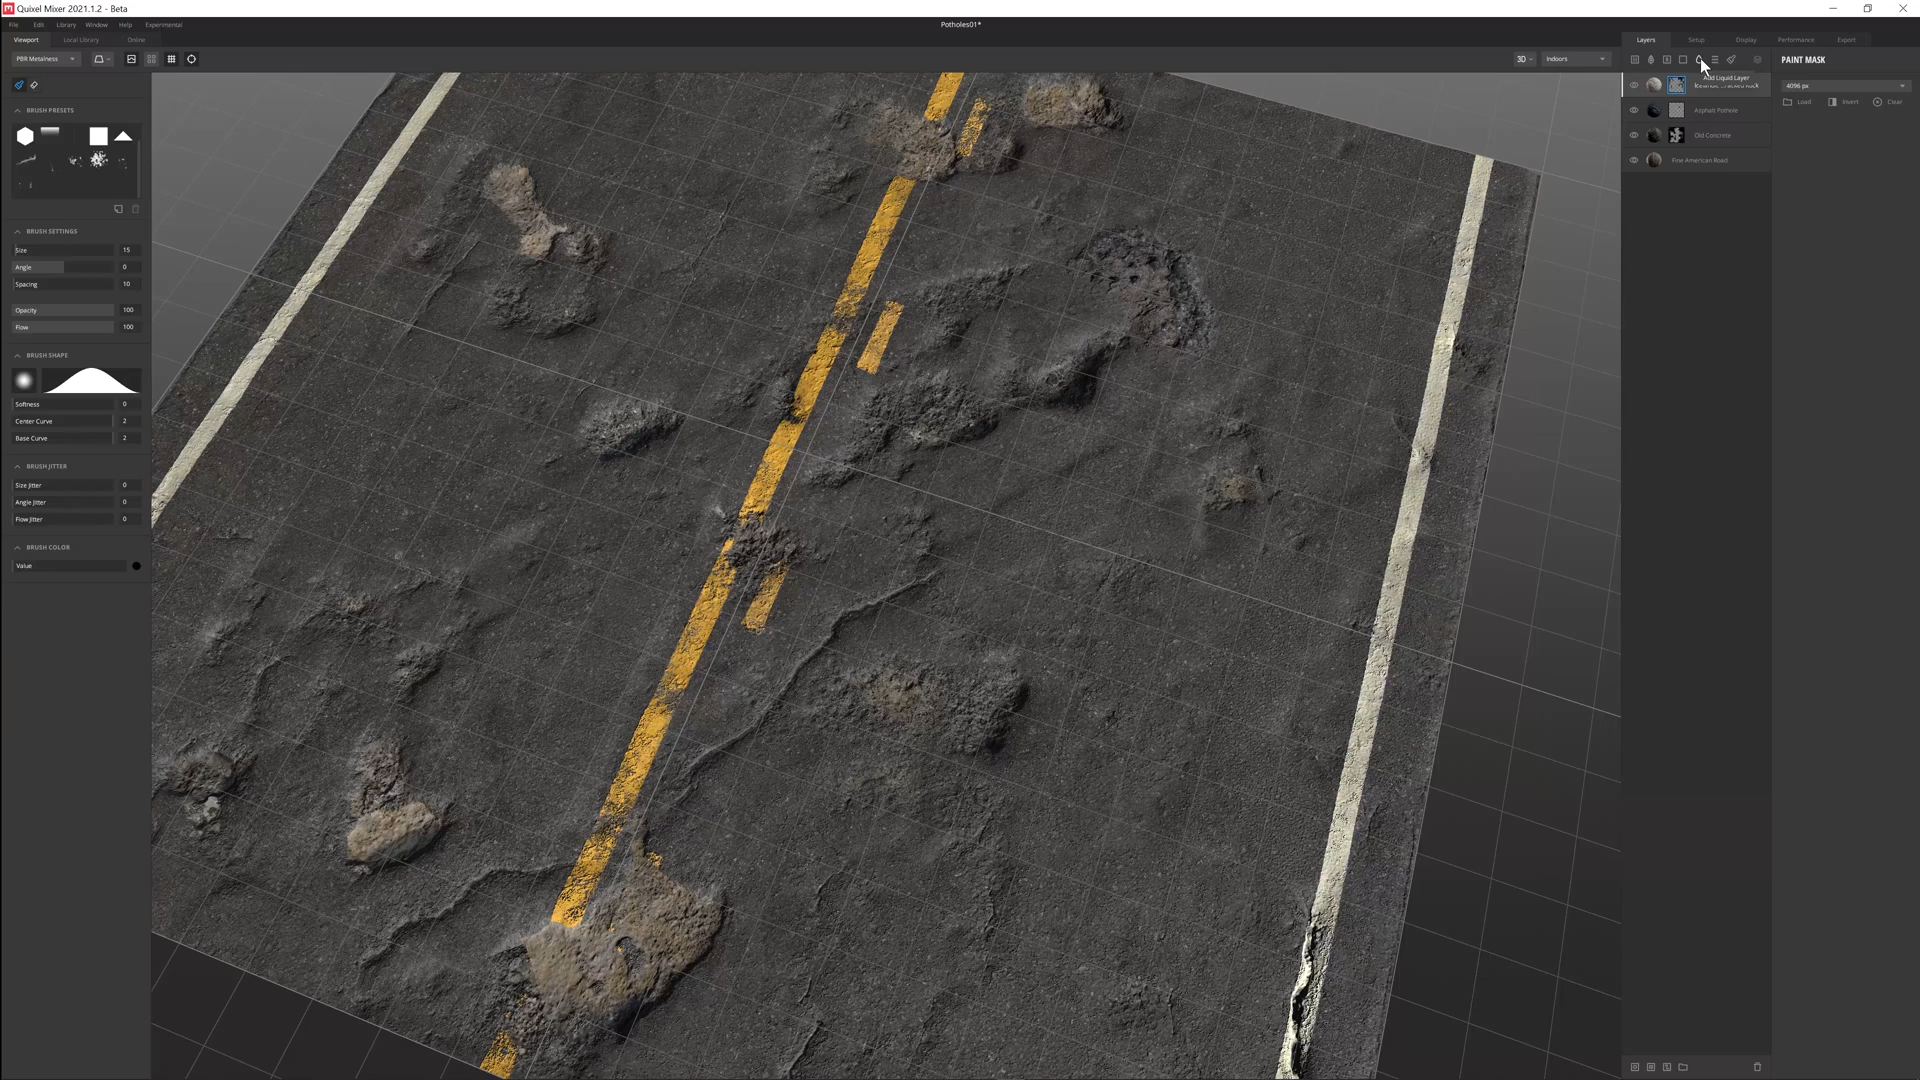 Quixel Mixer 2021.1.2 - Beta
File Edit Library Window Help Experimental
Potholes01*
Viewport Local Library Online
Layers Setup Display Performance Export
PBR Metalness
3D
Indoors
PAINT MASK
Add Liquid Layer
Cracked Rock
4096 px
Load Invert Clear
Asphalt Pothole
Old Concrete
Fine American Road
BRUSH PRESETS
BRUSH SETTINGS
Size 15
Angle 0
Spacing 10
Opacity 100
Flow 100
BRUSH SHAPE
Softness 0
Center Curve 2
Base Curve 2
BRUSH JITTER
Size Jitter 0
Angle Jitter 0
Flow Jitter 0
BRUSH COLOR
Value